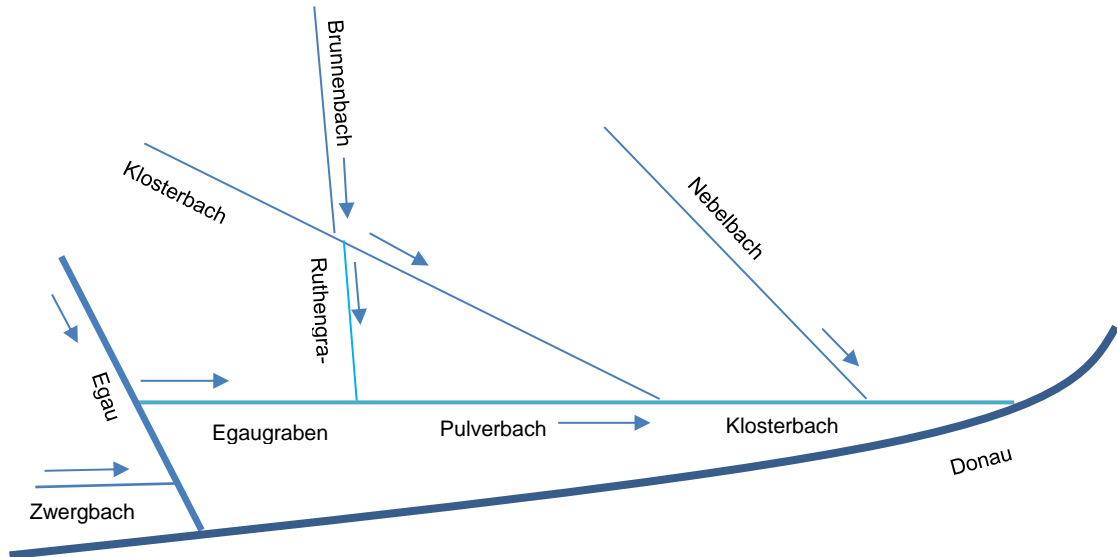 Brunnenbach
Klosterbach
Nebelbach
Ruthengra-
Egau
Egaugraben
Pulverbach
Klosterbach
Donau
Zwergbach